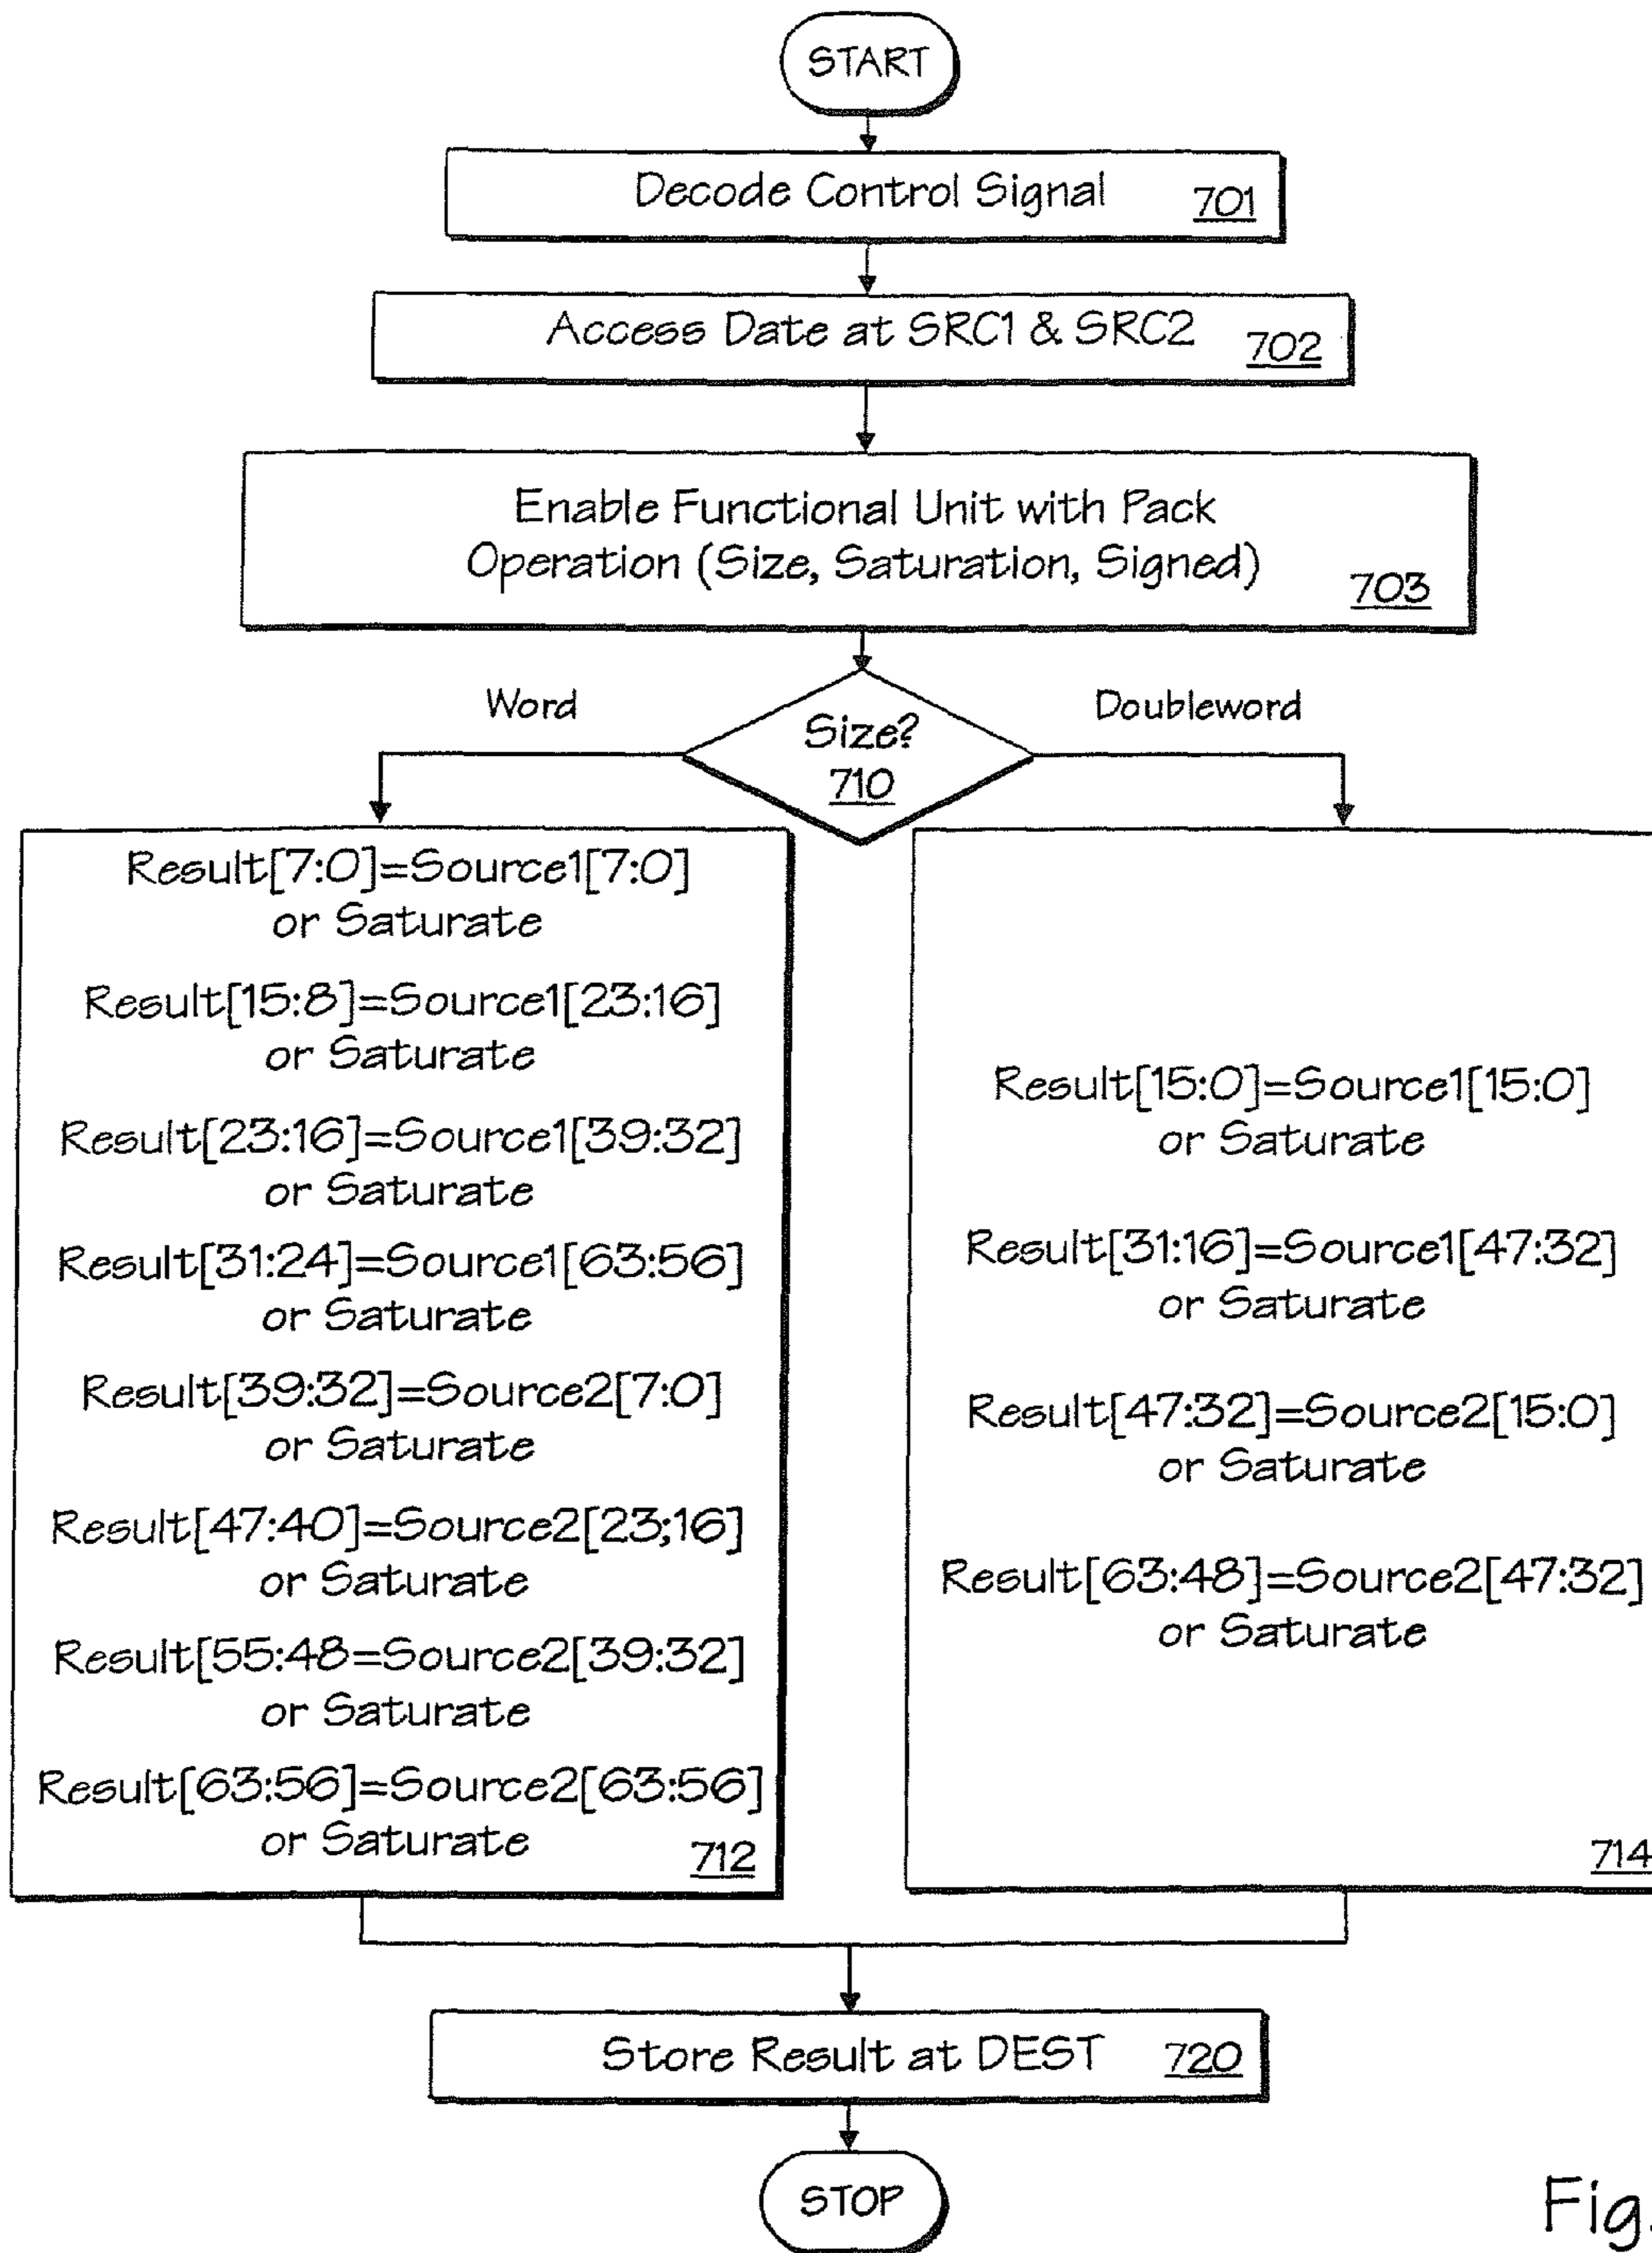 START
Decode Control Signal 701
Access Date at SRC1 & SRC2 702
Enable Functional Unit with Pack
Operation (Size, Saturation, Signed) 703
Word
Size?
710
Doubleword
Result[7:0]=Source1[7:0]
or Saturate
Result[15:8]=Source1[23:16]
or Saturate
Result[23:16]=Source1[39:32]
or Saturate
Result[31:24]=Source1[63:56]
or Saturate
Result[39:32]=Source2[7:0]
or Saturate
Result[47:40]=Source2[23;16]
or Saturate
Result[55:48=Source2[39:32]
or Saturate
Result[63:56]=Source2[63:56]
or Saturate
712
Result[15:0]=Source1[15:0]
or Saturate
Result[31:16]=Source1[47:32]
or Saturate
Result[47:32]=Source2[15:0]
or Saturate
Result[63:48]=Source2[47:32]
or Saturate
714
Store Result at DEST 720
STOP
Fig.